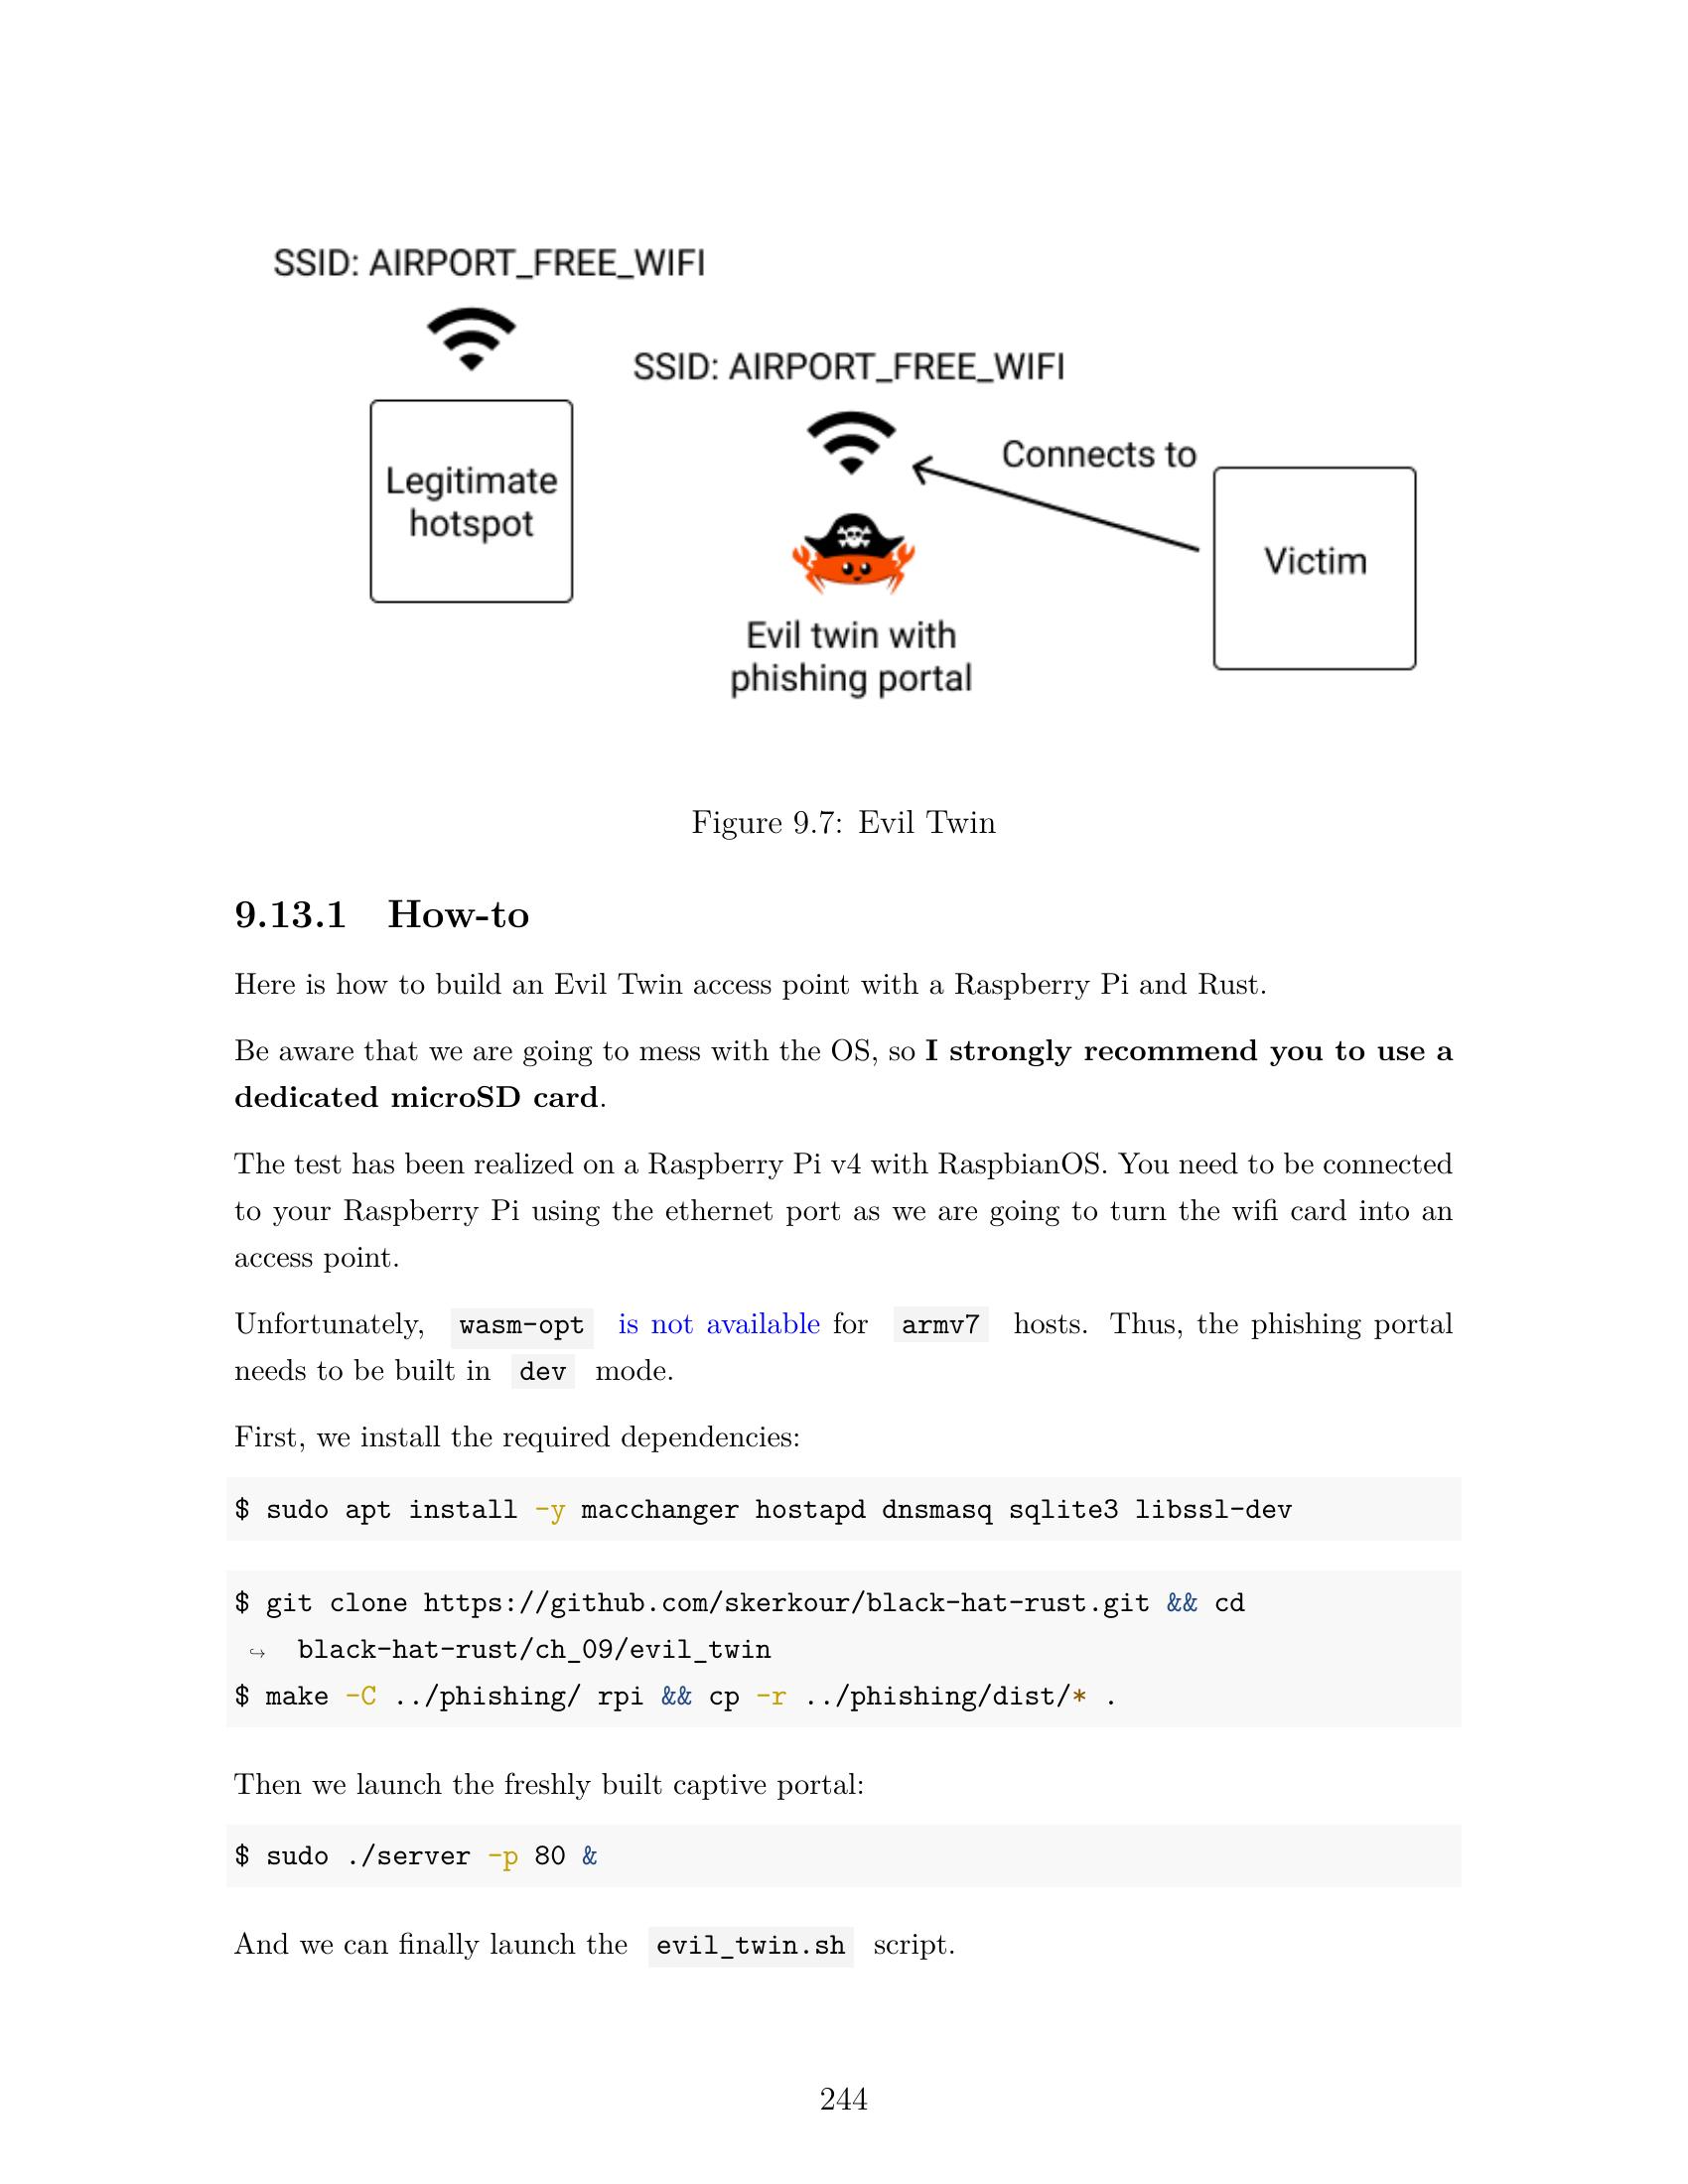 SSID: AIRPORT_FREE_WIFI
SSID: AIRPORT_FREE_WIFI
Connects to
Legitimate
hotspot
Victim
Evil twin with
phishing portal
Figure 9.7: Evil Twin
9.13.1 How-to
Here is how to build an Evil Twin access point with a Raspberry Pi and Rust.
Be aware that we are going to mess with the OS, so I strongly recommend you to use a
dedicated microSD card.
The test has been realized on a Raspberry Pi v4 with RaspbianOS. You need to be connected
to your Raspberry Pi using the ethernet port as we are going to turn the wifi card into an
access point.
Unfortunately, wasm-opt is not available for armv7 hosts. Thus, the phishing portal
needs to be built in dev mode.
First, we install the required dependencies:
$ sudo apt install -y macchanger hostapd dnsmasq sqlite3 libssl-dev
$ git clone https://github.com/skerkour/black-hat-rust.git && cd
↪ black-hat-rust/ch_09/evil_twin
$ make -C ../phishing/ rpi && cp -r ../phishing/dist/* .
Then we launch the freshly built captive portal:
$ sudo ./server -p 80 &
And we can finally launch the evil_twin.sh script.
244